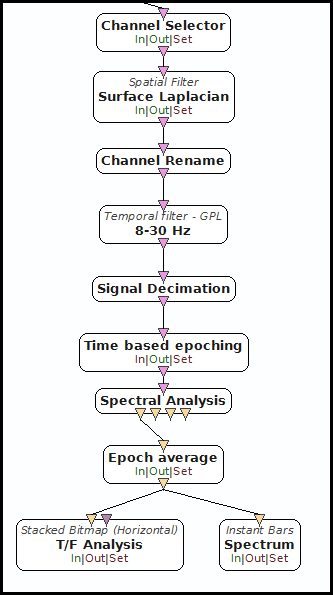 Channel Selector
In|Out|Set
Spatial Filter
Surface Laplacian
In|Out|Set
Channel Rename
Temporal filter - GPL
8-30 Hz
Signal Decimation
Time based epoching
In|Out|Set
Spectral Analysis
Epoch average
In|Out|Set
Stacked Bitmap (Horizontal)
T/F Analysis
In|Out|Set
Instant Bars
Spectrum
In|Out|Set